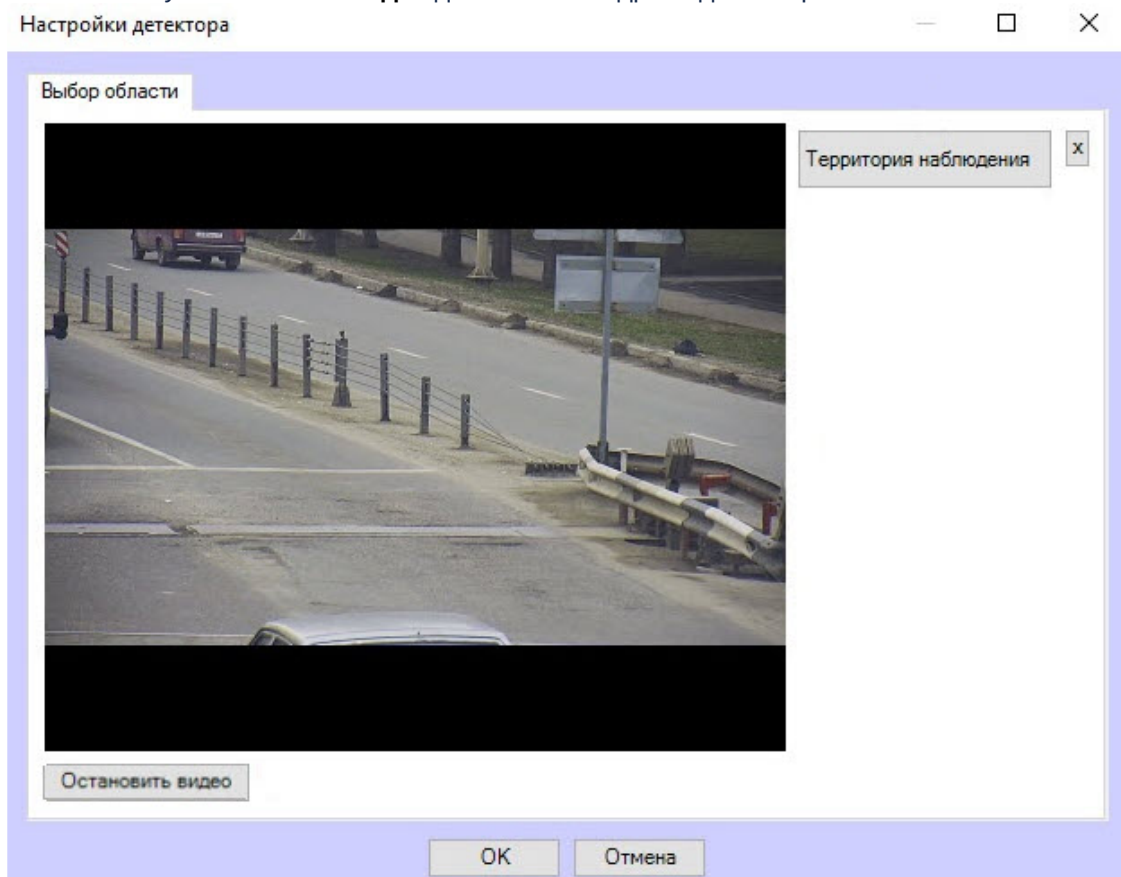 Настройки детектора
Выбор области
Территория наблюдения
x
Остановить видео
OK
Отмена